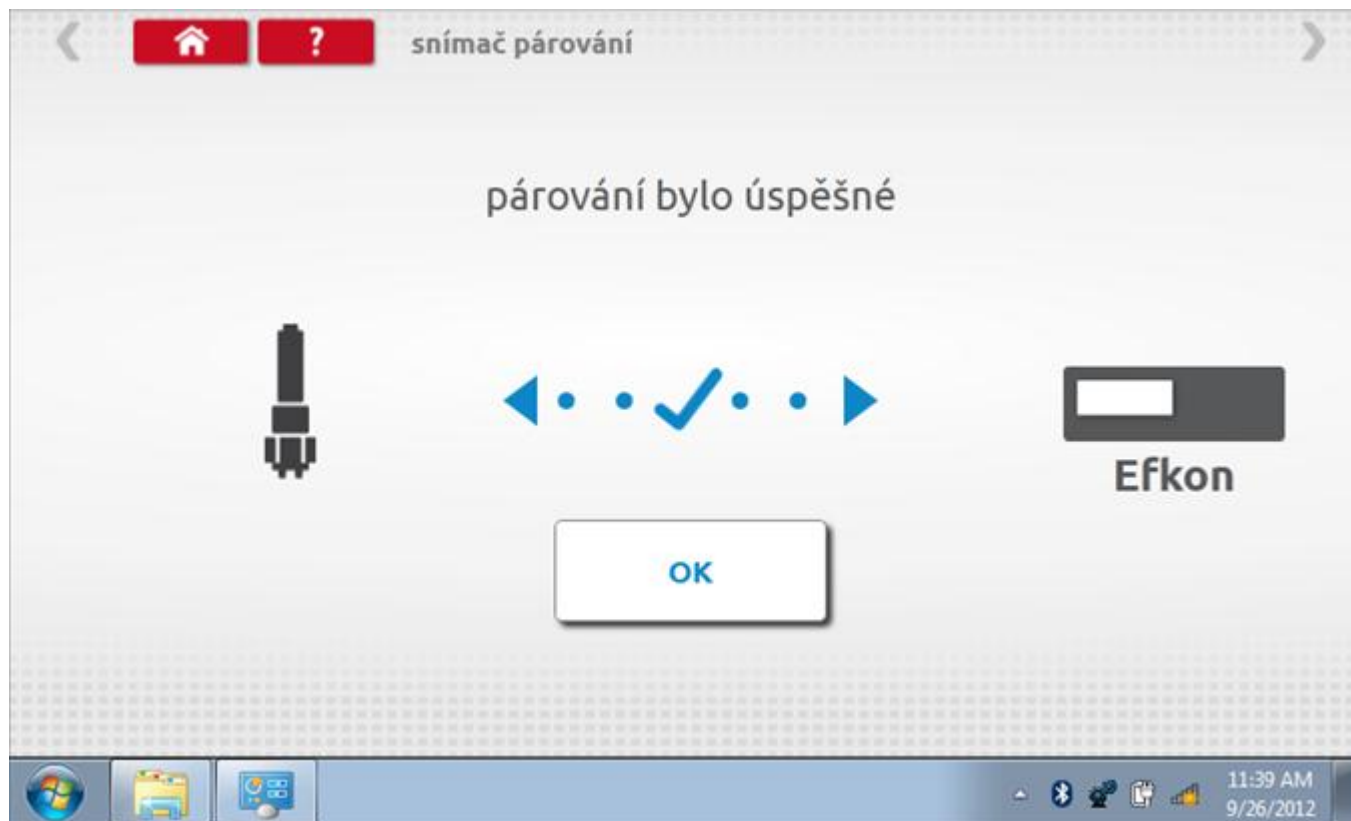 ? snímač párování
párování bylo úspěšné
Efkon
OK
11:39 AM
9/26/2012